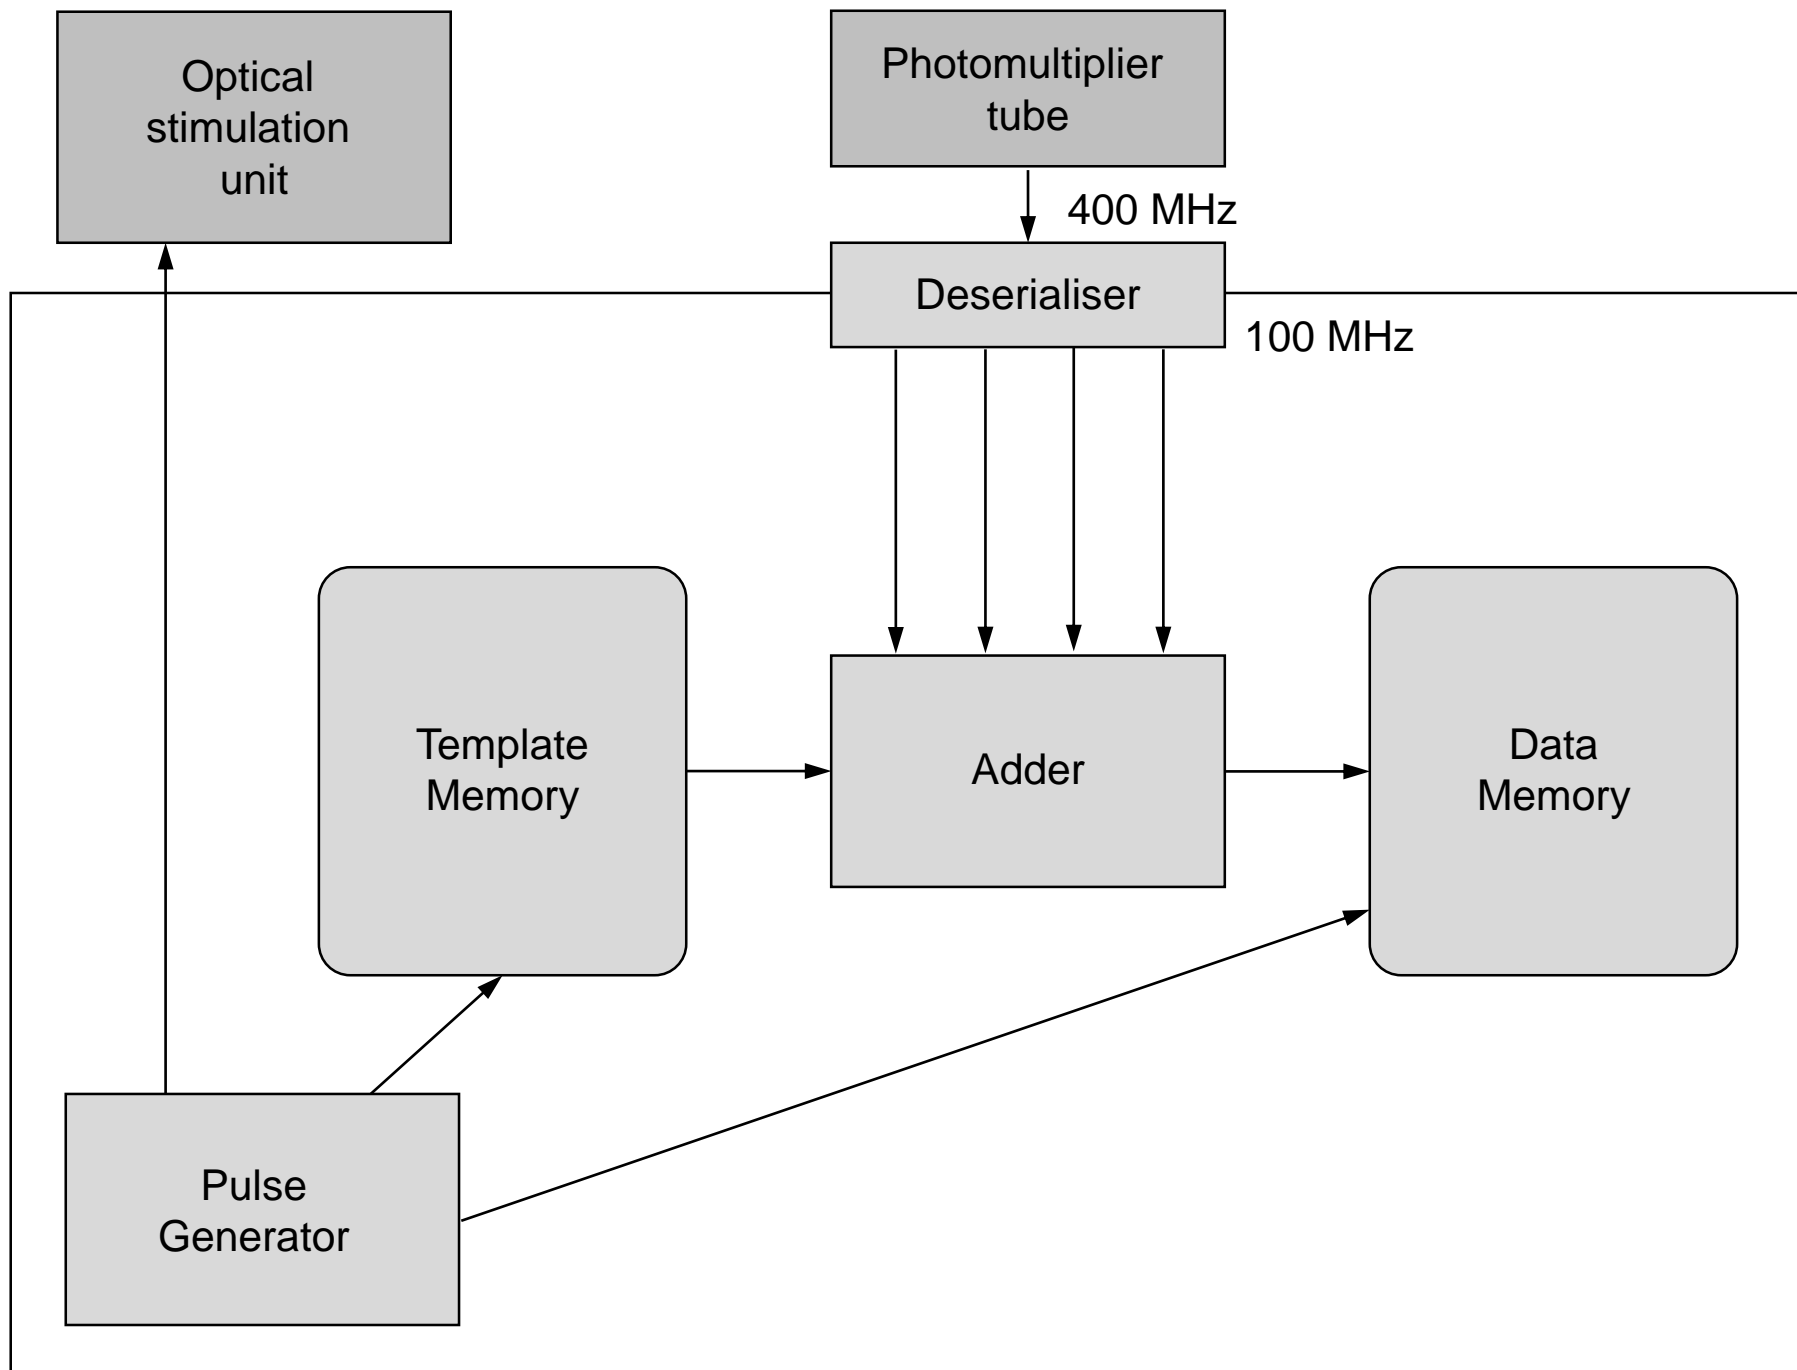 Optical
stimulation
unit
Photomultiplier
tube
400 MHz
Deserialiser
100 MHz
Template
Memory
Adder
Data
Memory
Pulse
Generator